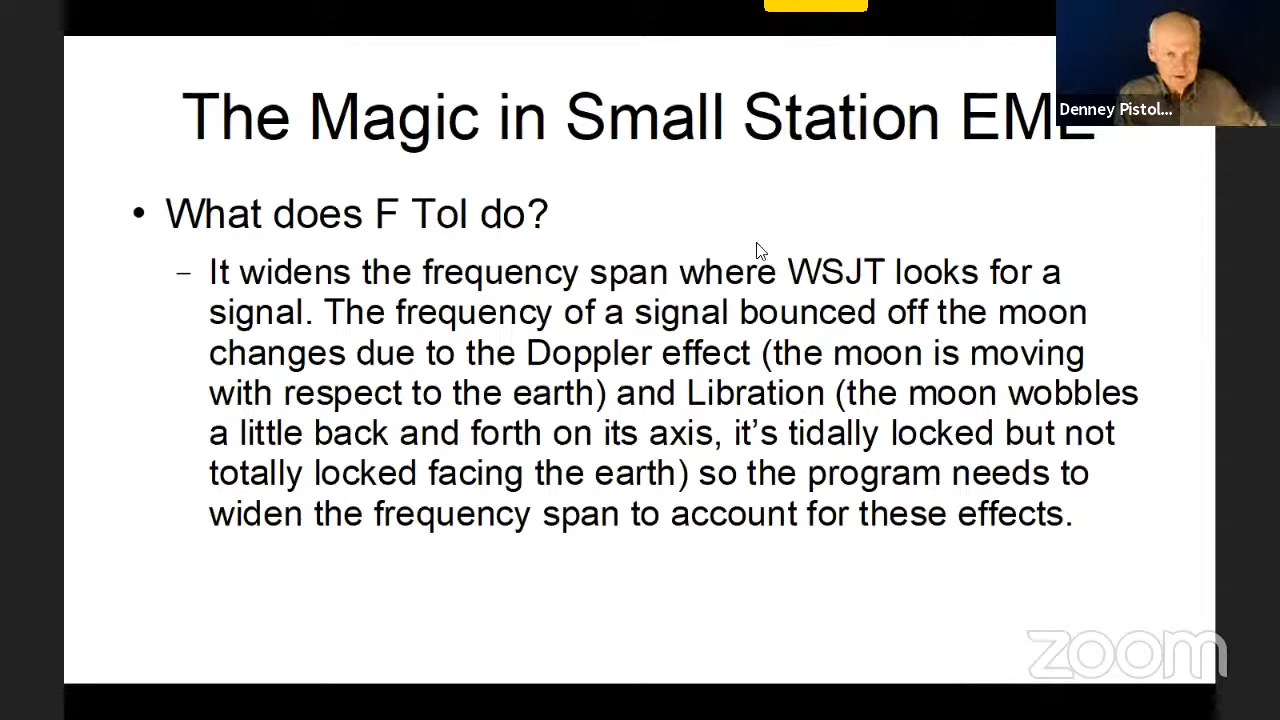 The Magic in Small Station EME
Denney Pistol...
• What does F Tol do?
– It widens the frequency span where WSJT looks for a
signal. The frequency of a signal bounced off the moon
changes due to the Doppler effect (the moon is moving
with respect to the earth) and Libration (the moon wobbles
a little back and forth on its axis, it’s tidally locked but not
totally locked facing the earth) so the program needs to
widen the frequency span to account for these effects.
zoom